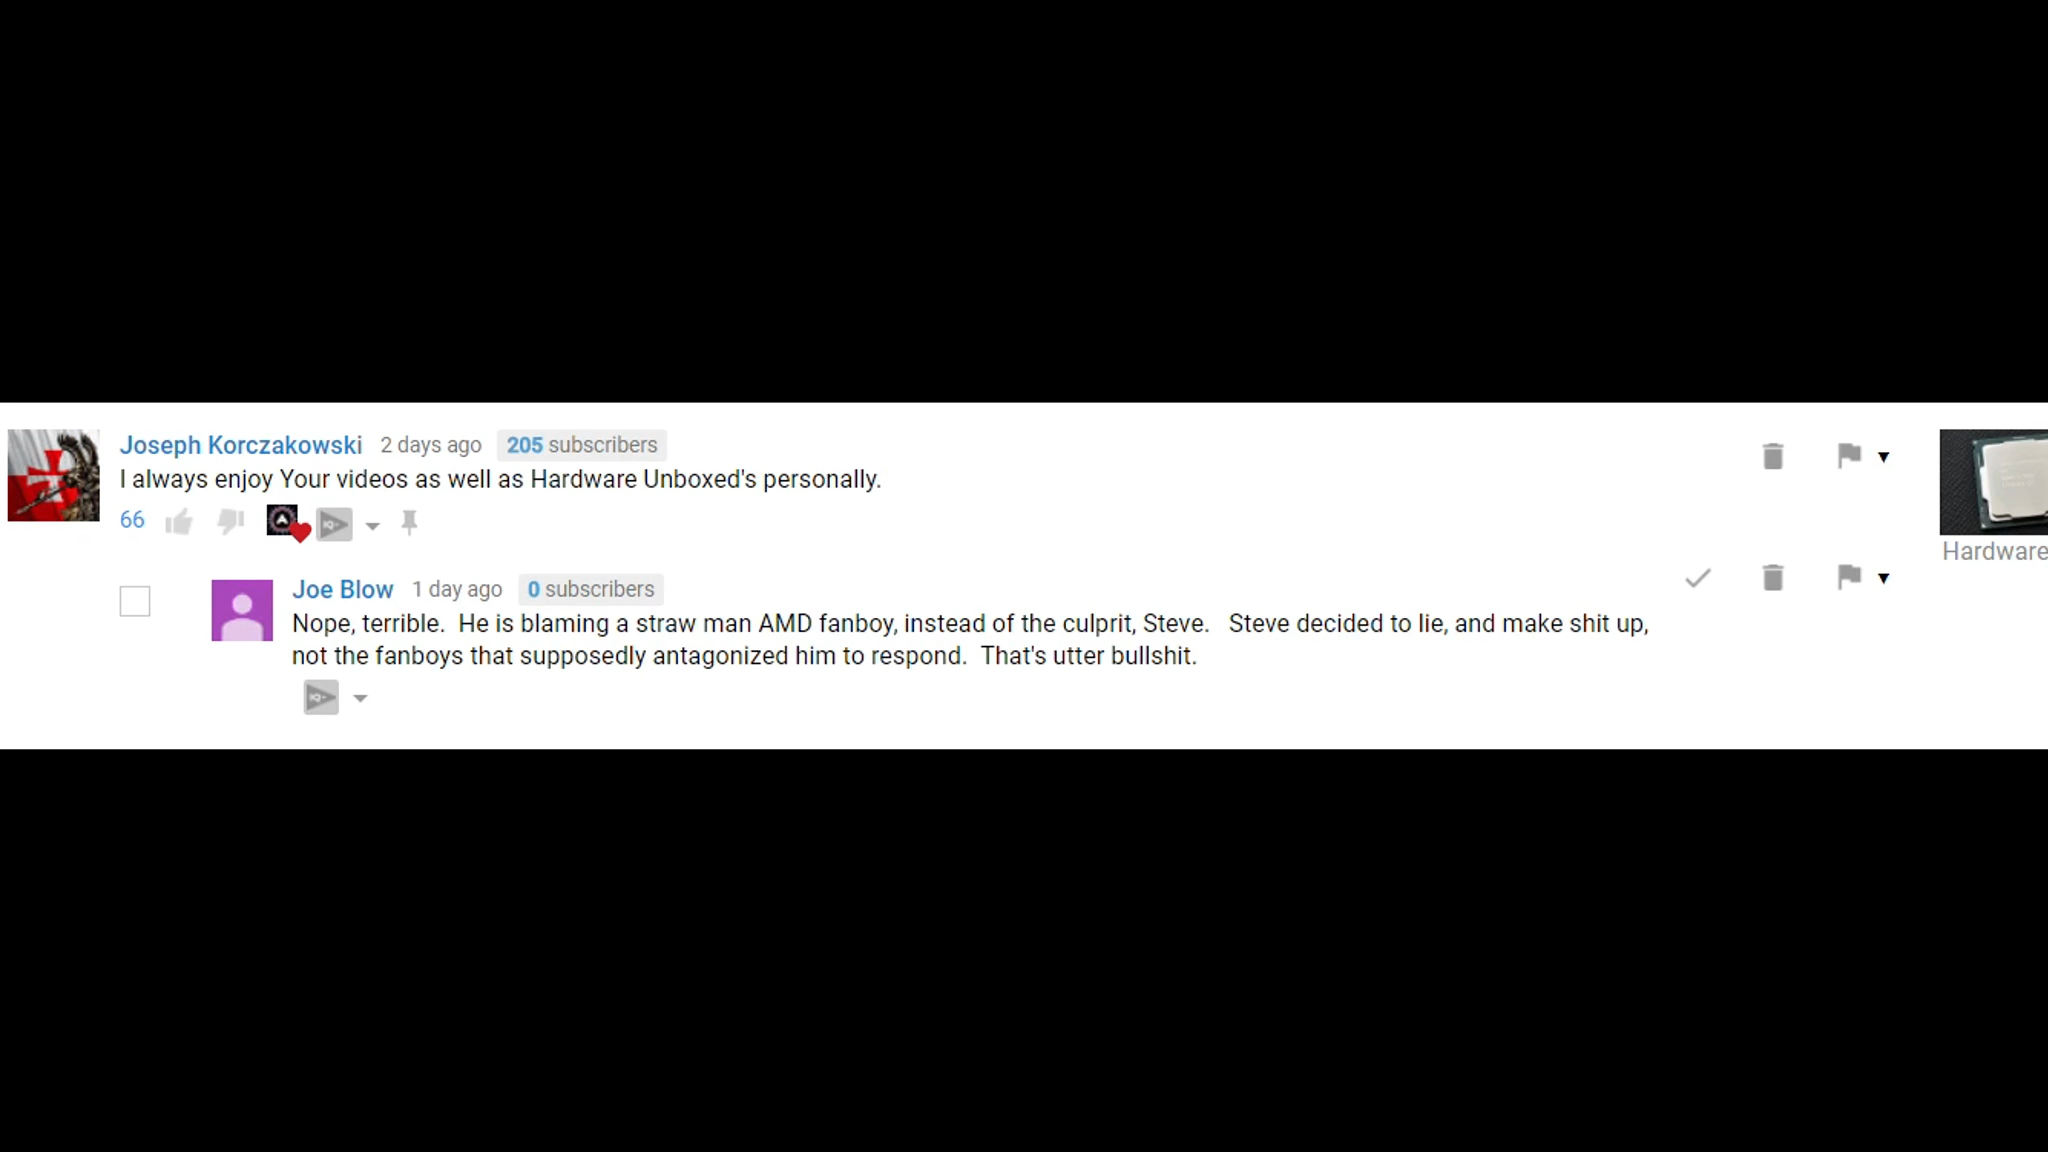 Joseph Korczakowski 2 days ago 205 subscribers
I always enjoy Your videos as well as Hardware Unboxed's personally.
66
Hardware
Joe Blow 1 day ago 0 subscribers
Nope, terrible.  He is blaming a straw man AMD fanboy, instead of the culprit, Steve.   Steve decided to lie, and make shit up,
not the fanboys that supposedly antagonized him to respond.  That's utter bullshit.